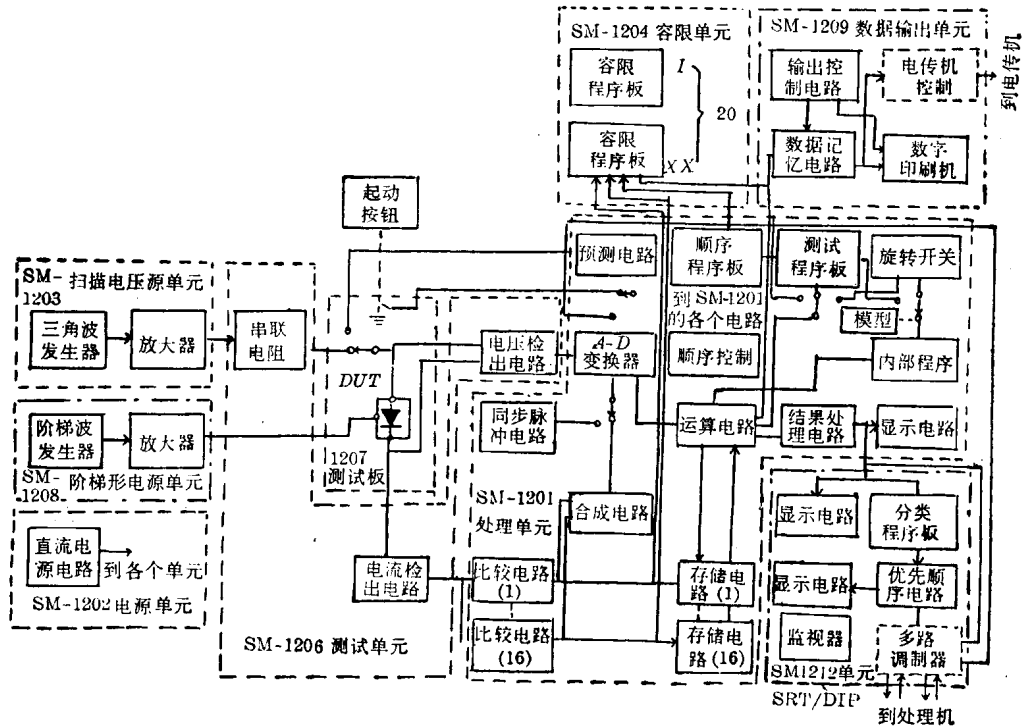 SM-1204 容限单元
容限
程序板
I
20
容限
程序板
XX
SM-1209 数据输出单元
输出控
制电路
电传机
控制
到电传机
数据记
忆电路
数字
印刷机
起动
按钮
预测电路
顺序
程序板
测试
程序板
旋转开关
到SM-1201
的各个电路
模型
SM-
1203
扫描电压源单元
三角波
发生器
放大器
串联
电阻
DUT
电压检
出电路
A-D
变换器
顺序控制
内部程序
阶梯波
发生器
放大器
SM-
1208
阶梯形电源单元
1207
测试板
同步脉
冲电路
运算电路
结果处
理电路
显示电路
SM-1201
处理单元
合成电路
显示电路
分类
程序板
直流电
源电路
到各个单元
SM-1202电源单元
电流检
出电路
比较电路
(1)
存储电
路(1)
显示电路
优先顺
序电路
SM-1206 测试单元
比较电路
(16)
存储电
路(16)
监视器
多路
调制器
SM1212单元
SRT/DIP
到处理机